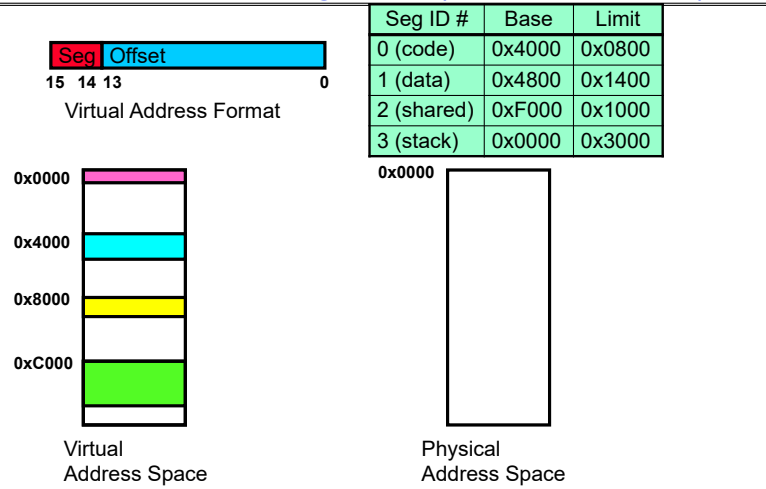 Seg ID # Base Limit
0 (code) 0x4000 0x0800
1 (data) 0x4800 0x1400
2 (shared) 0xF000 0x1000
3 (stack) 0x0000 0x3000
Seg Offset
15 14 13 0
Virtual Address Format
0x0000
0x4000
0x8000
0xC000
Virtual
Address Space
0x0000
Physical
Address Space